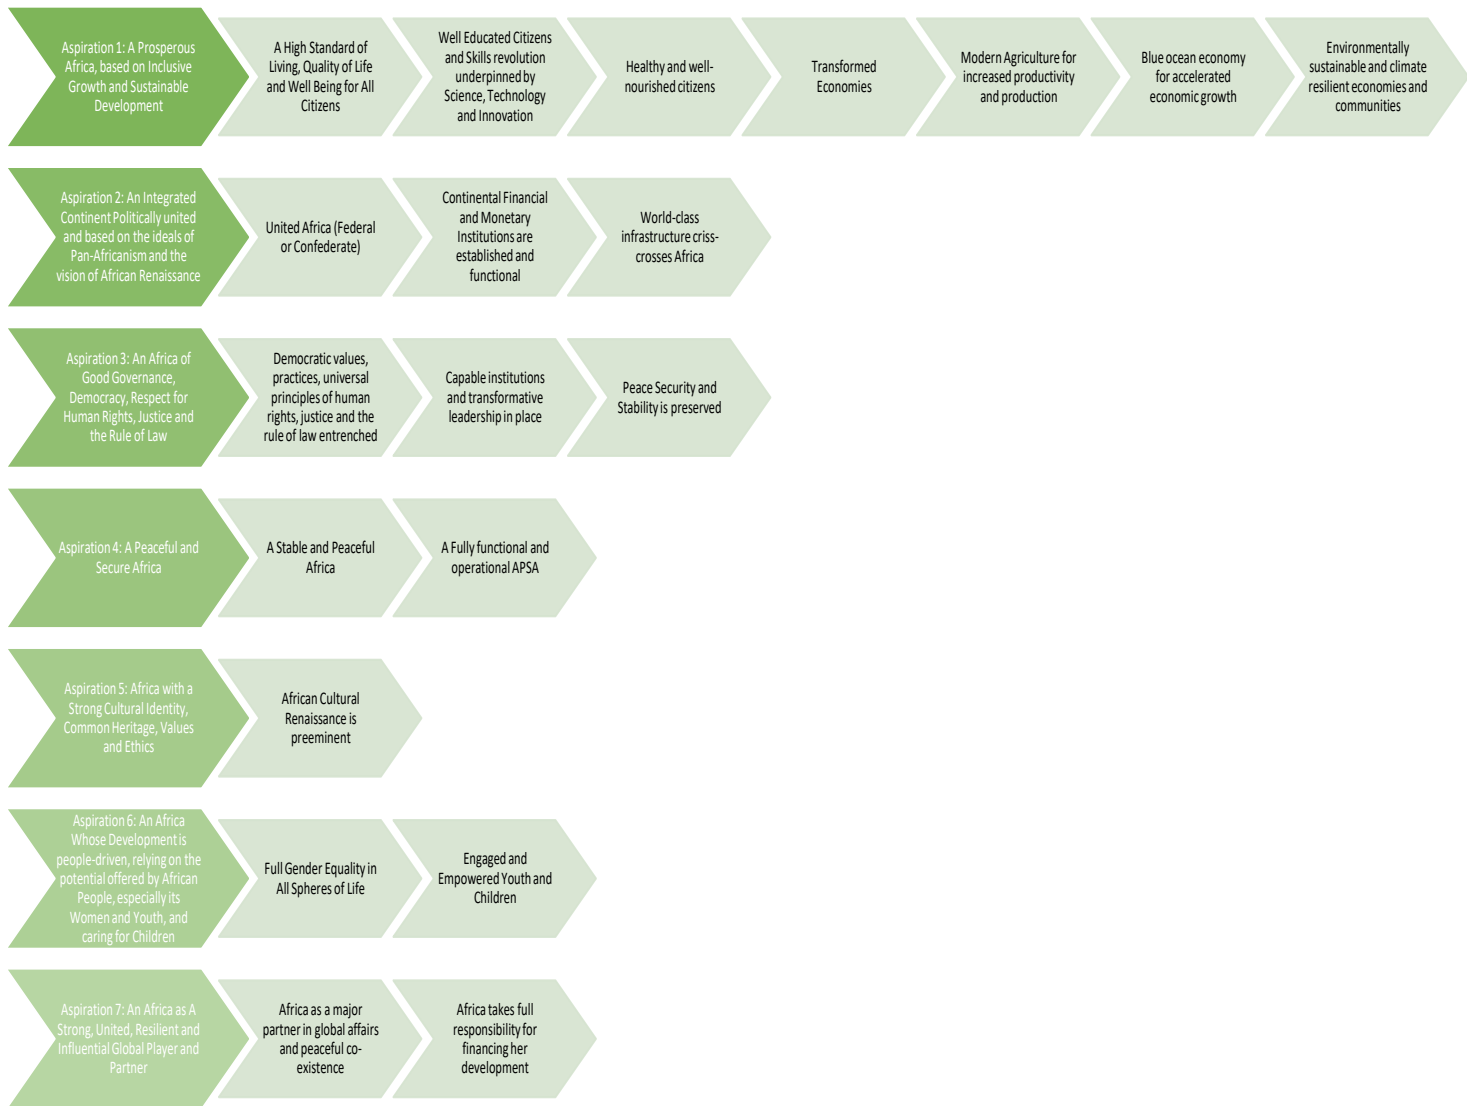 Aspiration 1: A Prosperous
Africa, based on Inclusive
Growth and Sustainable
Development
A High Standard of
Living, Quality of Life
and Well Being for All
Citizens
Well Educated Citizens
and Skills revolution
underpinned by
Science, Technology
and Innovation
Healthy and well-
nourished citizens
Transformed
Economies
Modern Agriculture for
increased productivity
and production
Blue ocean economy
for accelerated
economic growth
Environmentally
sustainable and climate
resilient economies and
communities
Aspiration 2: An Integrated
Continent Politically united
and based on the ideals of
Pan-Africanism and the
vision of African Renaissance
United Africa (Federal
or Confederate)
Continental Financial
and Monetary
Institutions are
established and
functional
World-class
infrastructure criss-
crosses Africa
Aspiration 3: An Africa of
Good Governance,
Democracy, Respect for
Human Rights, Justice and
the Rule of Law
Democratic values,
practices, universal
principles of human
rights, justice and the
rule of law entrenched
Capable institutions
and transformative
leadership in place
Peace Security and
Stability is preserved
Aspiration 4: A Peaceful and
Secure Africa
A Stable and Peaceful
Africa
A Fully functional and
operational APSA
Aspiration 5: Africa with a
Strong Cultural Identity,
Common Heritage, Values
and Ethics
African Cultural
Renaissance is
preeminent
Aspiration 6: An Africa
Whose Development is
people-driven, relying on the
potential offered by African
People, especially its
Women and Youth, and
caring for Children
Full Gender Equality in
All Spheres of Life
Engaged and
Empowered Youth and
Children
Aspiration 7: An Africa as A
Strong, United, Resilient and
Influential Global Player and
Partner
Africa as a major
partner in global affairs
and peaceful co-
existence
Africa takes full
responsibility for
financing her
development